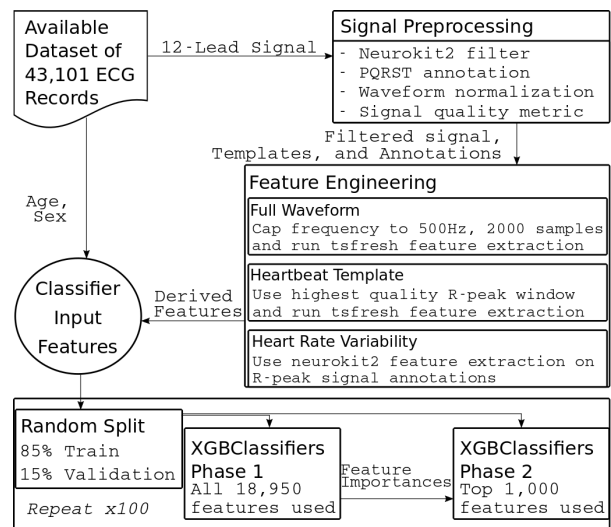 Available
Dataset of
43,101 ECG
Records
12-Lead Signal
Signal Preprocessing
- Neurokit2 filter
- PQRST annotation
- Waveform normalization
- Signal quality metric
Filtered signal,
Templates, and Annotations
Age,
Sex
Feature Engineering
Full Waveform
Cap frequency to 500Hz, 2000 samples
and run tsfresh feature extraction
Heartbeat Template
Use highest quality R-peak window
and run tsfresh feature extraction
Heart Rate Variability
Use neurokit2 feature extraction on
R-peak signal annotations
Derived
Features
Classifier
Input
Features
Random Split
85% Train
15% Validation
Repeat x100
XGBClassifiers
Phase 1
All 18,950
features used
Feature
Importances
XGBClassifiers
Phase 2
Top 1,000
features used